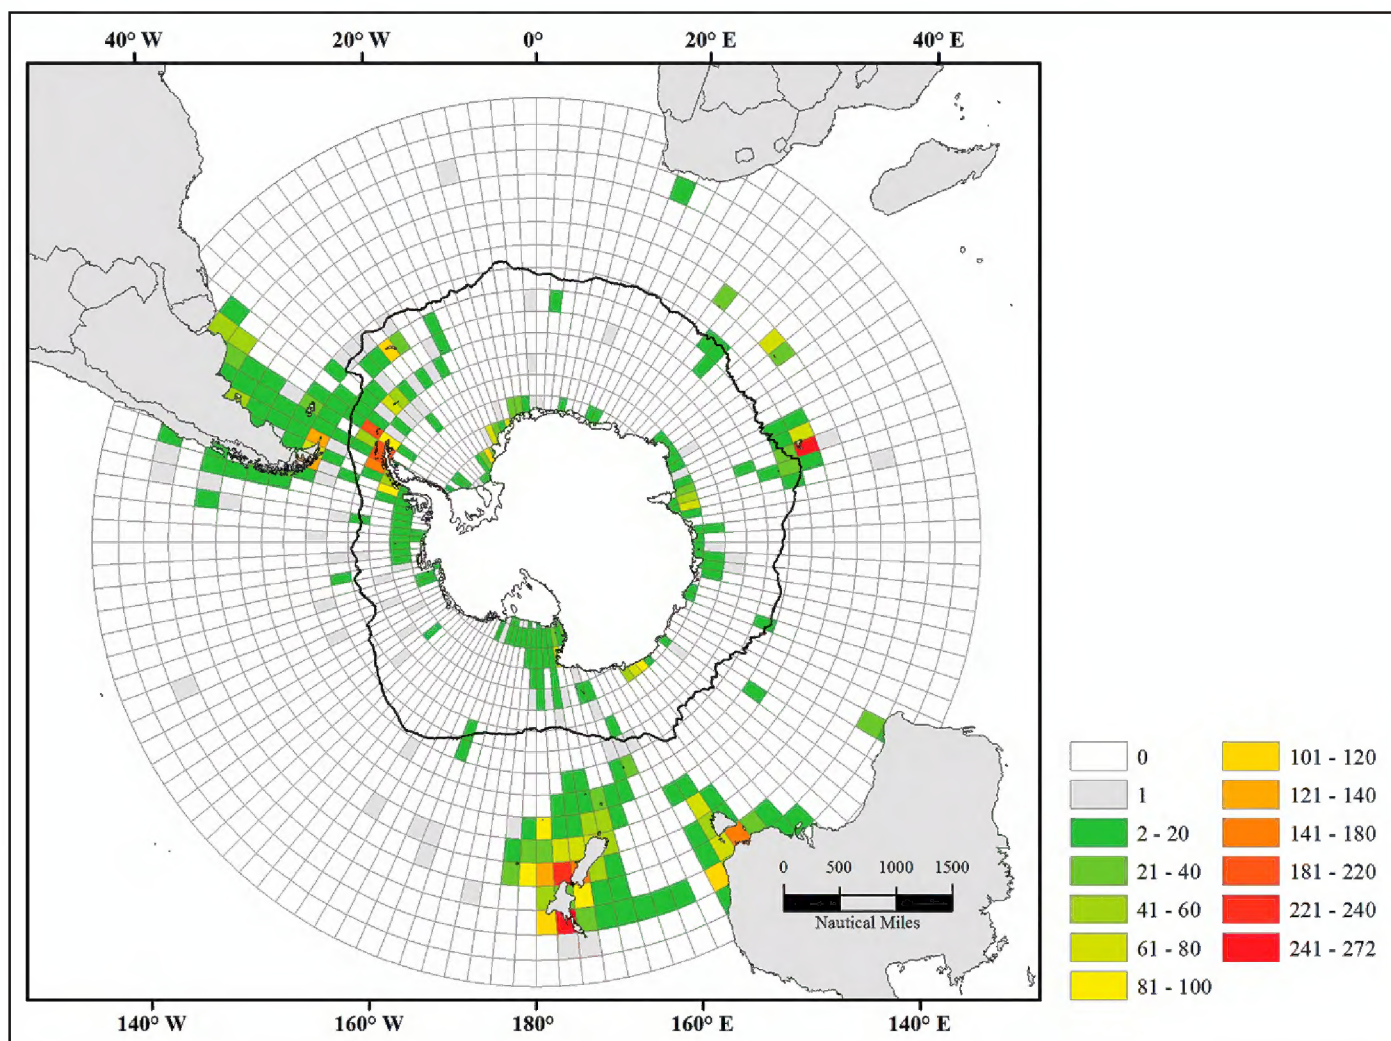 40° W 20° W 0° 20° E 40° E
0 101 - 120
1 121 - 140
2 - 20 141 - 180
21 - 40 181 - 220
41 - 60 221 - 240
61 - 80 241 - 272
81 - 100
0 500 1000 1500
Nautical Miles
140° W 160° W 180° 160° E 140° E